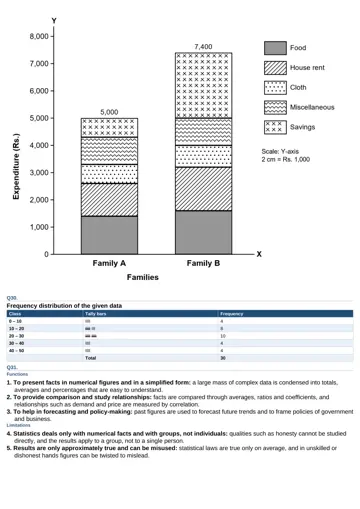 Y
8,000
7,400
Food
7,000
House rent
6,000
Cloth
5,000
5,000
Miscellaneous
Savings
Scale: Y-axis
2 cm = Rs. 1,000
4,000
3,000
2,000
1,000
0
X
Expenditure (Rs.)
Family A
Family B
Families
Q30.
Frequency distribution of the given data
Class Tally bars Frequency
0 – 10 4
10 – 20 6
20 – 30 10
30 – 40 4
40 – 50 4
Total 30
Q31.
Functions
1. To present facts in numerical figures and in a simplified form: a large mass of complex data is condensed into totals,
averages and percentages that are easy to understand.
2. To provide comparison and study relationships: facts are compared through averages, ratios and coefficients, and
relationships such as demand and price are measured by correlation.
3. To help in forecasting and policy-making: past figures are used to forecast future trends and to frame policies of government
and business.
Limitations
4. Statistics deals only with numerical facts and with groups, not individuals: qualities such as honesty cannot be studied
directly, and the results apply to a group, not to a single person.
5. Results are only approximately true and can be misused: statistical laws are true only on average, and in unskilled or
dishonest hands figures can be twisted to mislead.